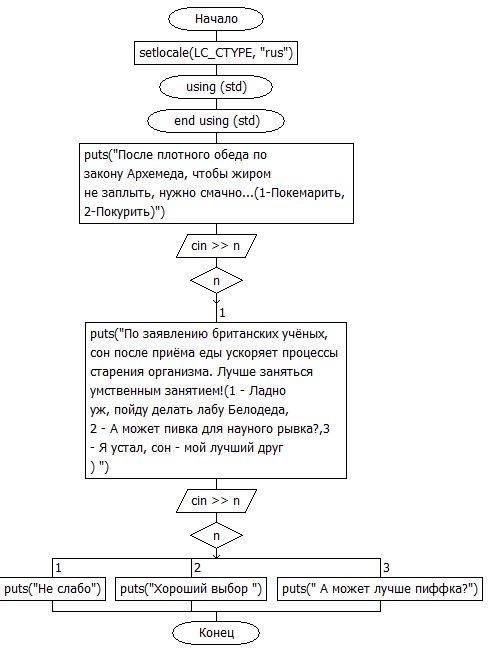 Начало
setlocale(LC_CTYPE, "rus")
using (std)
end using (std)
puts("После плотного обеда по
закону Архемеда, чтобы жиром
не заплыть, нужно смачно...(1-Покемарить,
2-Покурить)")
cin >> n
n
1
puts("По заявлению британских учёных,
сон после приёма еды ускоряет процессы
старения организма. Лучше заняться
умственным занятием!(1 - Ладно
уж, пойду делать лабу Белодеда,
2 - А может пивка для науного рывка?,3
- Я устал, сон - мой лучший друг
) ")
cin >> n
n
1 2 3
puts("Не слабо") puts("Хороший выбор ") puts(" А может лучше пиффка?")
Конец